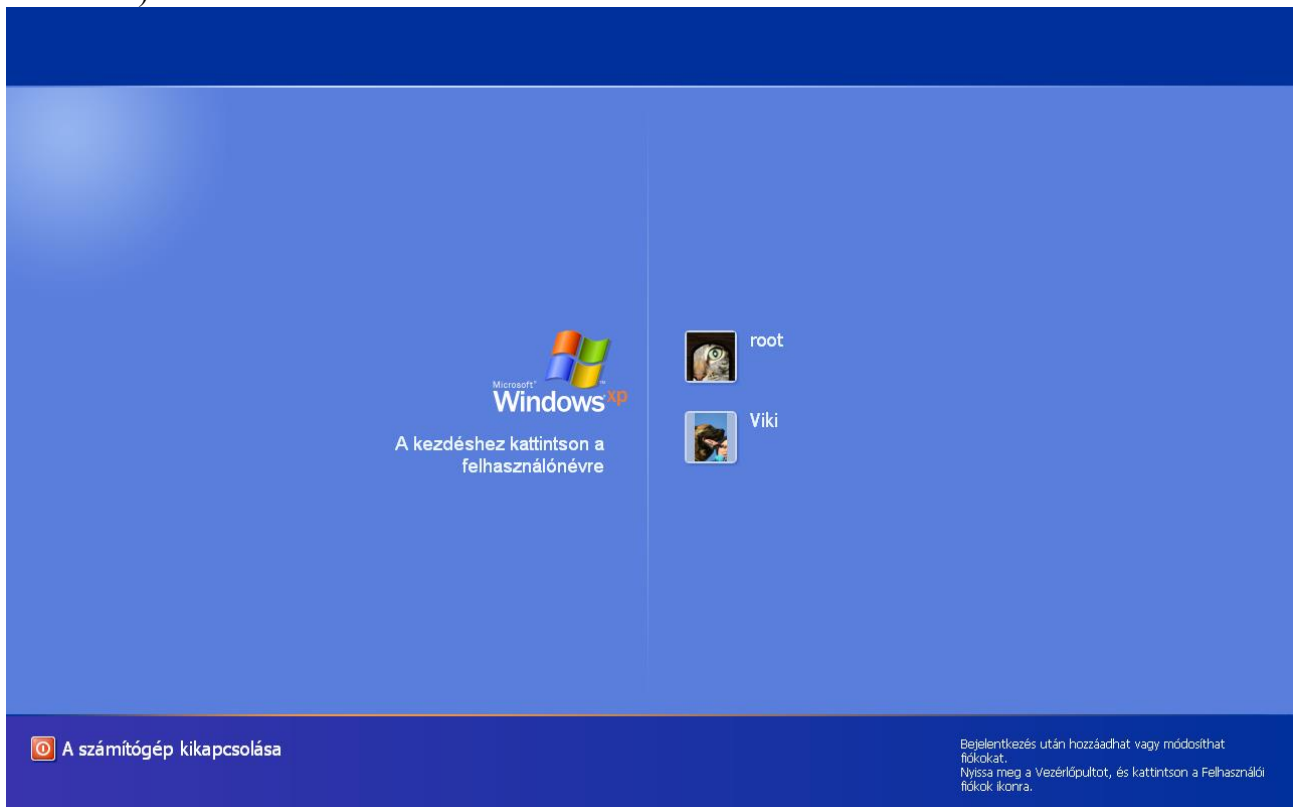 )
Microsoft®
Windows xp™
A kezdéshez kattintson a
felhasználónévre
root
Viki
A számítógép kikapcsolása
Bejelentkezés után hozzáadhat vagy módosíthat
fiókokat.
Nyissa meg a Vezérlőpultot, és kattintson a Felhasználói
fiókok ikonra.